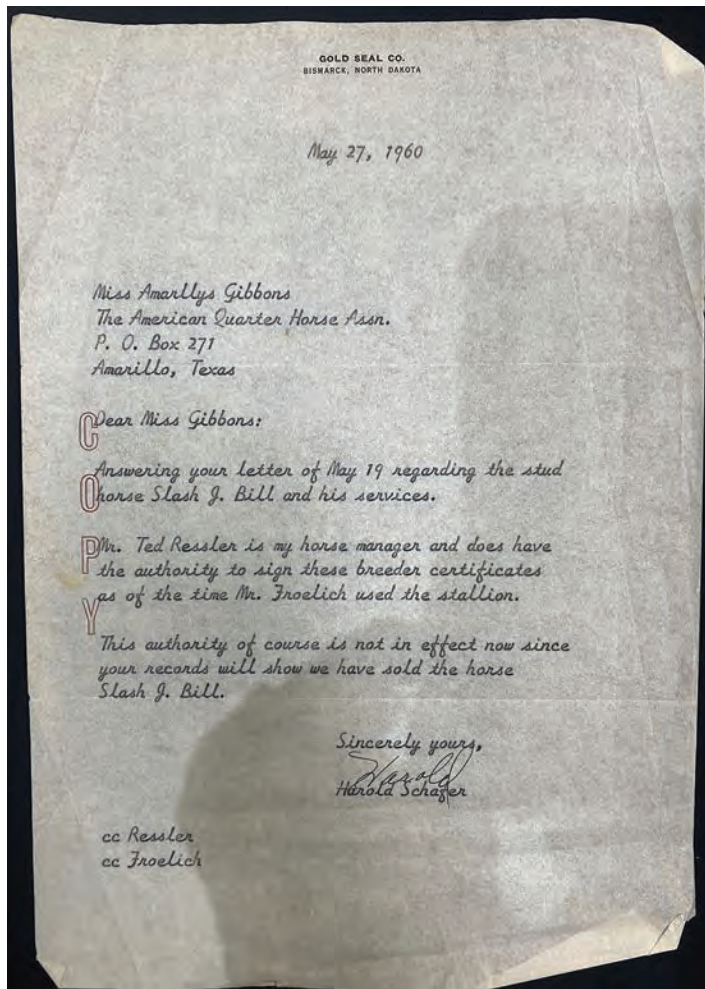 GOLD SEAL CO.
BISMARCK, NORTH DAKOTA
May 27, 1960
Miss Amarllys Gibbons
The American Quarter Horse Assn.
P. O. Box 271
Amarillo, Texas
Dear Miss Gibbons:
Answering your letter of May 19 regarding the stud
horse Slash J. Bill and his services.
Mr. Ted Ressler is my horse manager and does have
the authority to sign these breeder certificates
as of the time Mr. Froelich used the stallion.
This authority of course is not in effect now since
your records will show we have sold the horse
Slash J. Bill.
COPY
Sincerely yours,
Harold
Harold Schafer
cc Ressler
cc Froelich